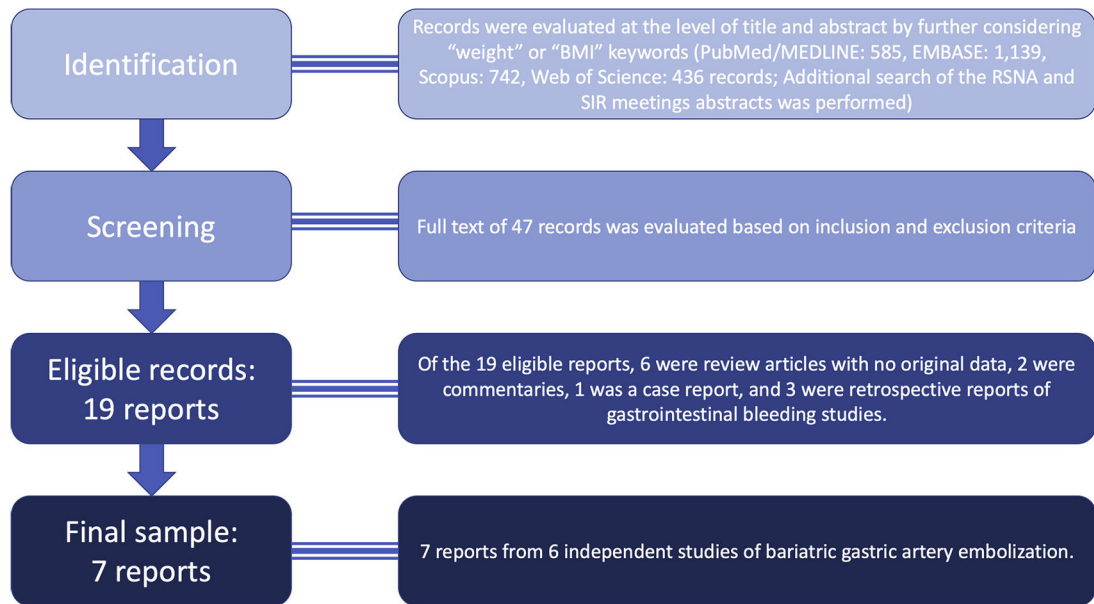 Identification
Records were evaluated at the level of title and abstract by further considering
“weight” or “BMI” keywords (PubMed/MEDLINE: 585, EMBASE: 1,139,
Scopus: 742, Web of Science: 436 records; Additional search of the RSNA and
SIR meetings abstracts was performed)
Screening
Full text of 47 records was evaluated based on inclusion and exclusion criteria
Eligible records:
19 reports
Of the 19 eligible reports, 6 were review articles with no original data, 2 were
commentaries, 1 was a case report, and 3 were retrospective reports of
gastrointestinal bleeding studies.
Final sample:
7 reports
7 reports from 6 independent studies of bariatric gastric artery embolization.